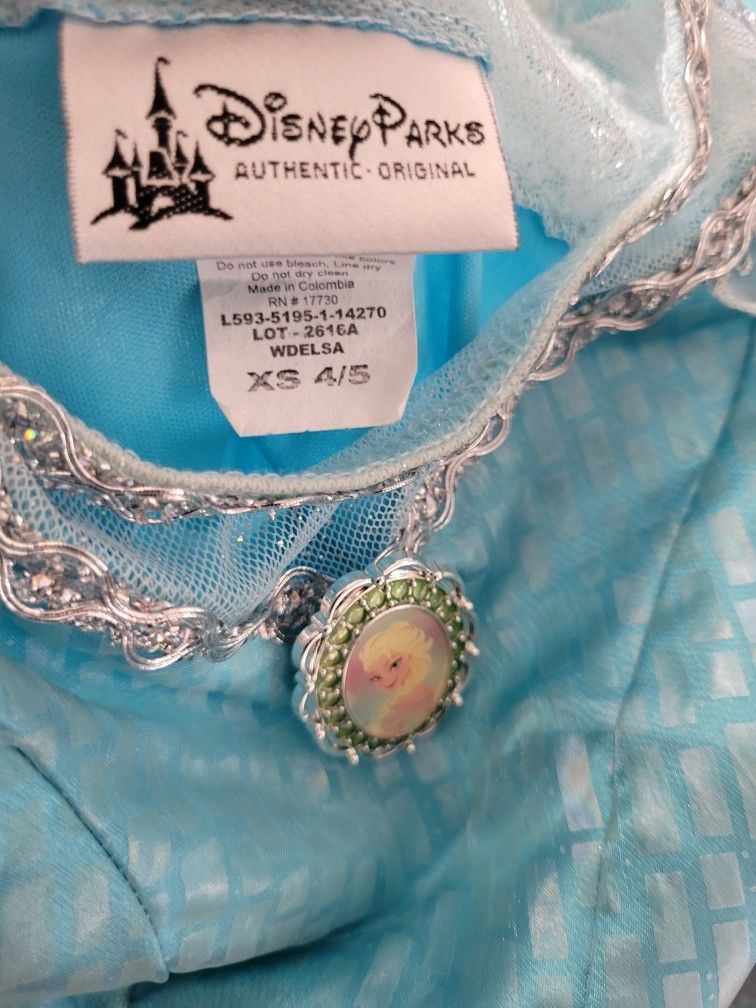 Disney Parks
AUTHENTIC · ORIGINAL
Do not use bleach, Line dry
Do not dry clean
Made in Colombia
RN # 17730
L593-5195-1-14270
LOT - 2616A
WDELSA
XS 4/5